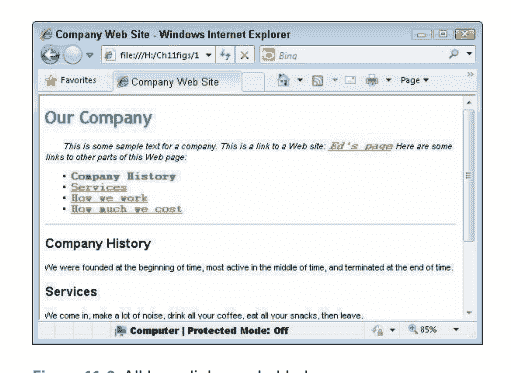 Company Web Site - Windows Internet Explorer
file:///H:/Ch11figs/1
Bing
Favorites
Company Web Site
Page
Our Company
This is some sample text for a company. This is a link to a Web site: Ed's page Here are some
links to other parts of this Web page:
• Company History
• Services
• How we work
• How much we cost
Company History
We were founded at the beginning of time, most active in the middle of time, and terminated at the end of time.
Services
We come in, make a lot of noise, drink all your coffee, eat all your snacks, then leave.
Computer | Protected Mode: Off
85%